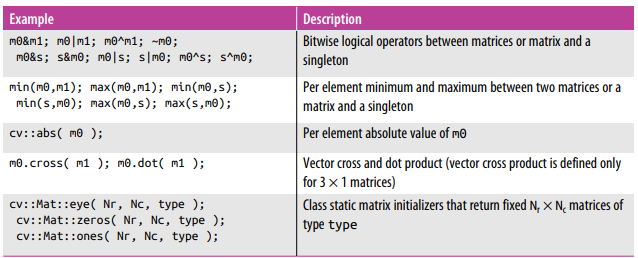 Example Description
m0&m1; m0|m1; m0^m1; ~m0; Bitwise logical operators between matrices or matrix and a
m0&s; s&m0; m0|s; s|m0; m0^s; s^m0; singleton
min(m0,m1); max(m0,m1); min(m0,s); Per element minimum and maximum between two matrices or a
min(s,m0); max(m0,s); max(s,m0); matrix and a singleton
cv::abs( m0 ); Per element absolute value of m0
m0.cross( m1 ); m0.dot( m1 ); Vector cross and dot product (vector cross product is defined only
for 3 × 1 matrices)
cv::Mat::eye( Nr, Nc, type ); Class static matrix initializers that return fixed Nr × Nc matrices of
cv::Mat::zeros( Nr, Nc, type ); type type
cv::Mat::ones( Nr, Nc, type );